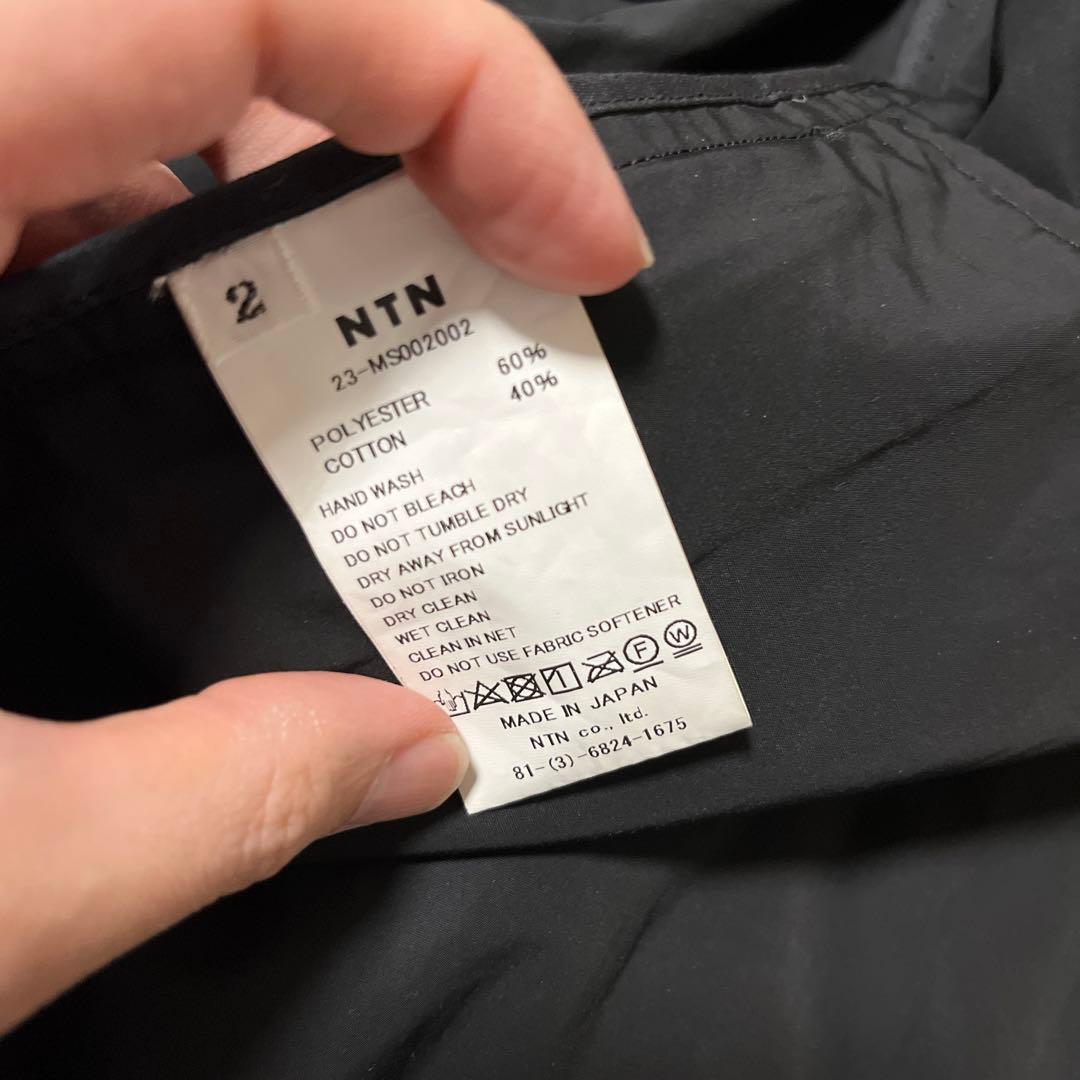 2
NTN
23-MS002002
POLYESTER 60%
COTTON 40%
HAND WASH
DO NOT BLEACH
DO NOT TUMBLE DRY
DRY AWAY FROM SUNLIGHT
DO NOT IRON
DRY CLEAN
WET CLEAN
CLEAN IN NET
DO NOT USE FABRIC SOFTENER
F W
MADE IN JAPAN
NTN co., ltd.
81-(3)-6824-1675